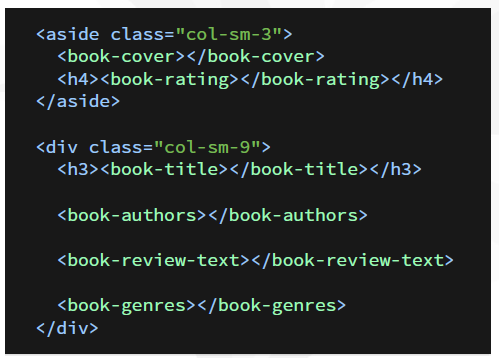 <aside class="col-sm-3">
<book-cover></book-cover>
<h4><book-rating></book-rating></h4>
</aside>
<div class="col-sm-9">
<h3><book-title></book-title></h3>
<book-authors></book-authors>
<book-review-text></book-review-text>
<book-genres></book-genres>
</div>